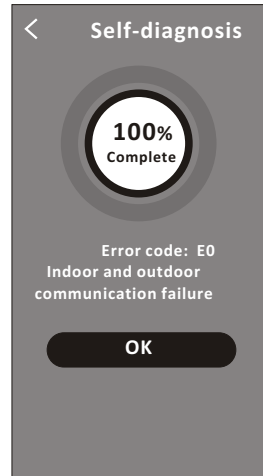 Self-diagnosis
100%
Complete
Error code: E0
Indoor and outdoor
communication failure
OK